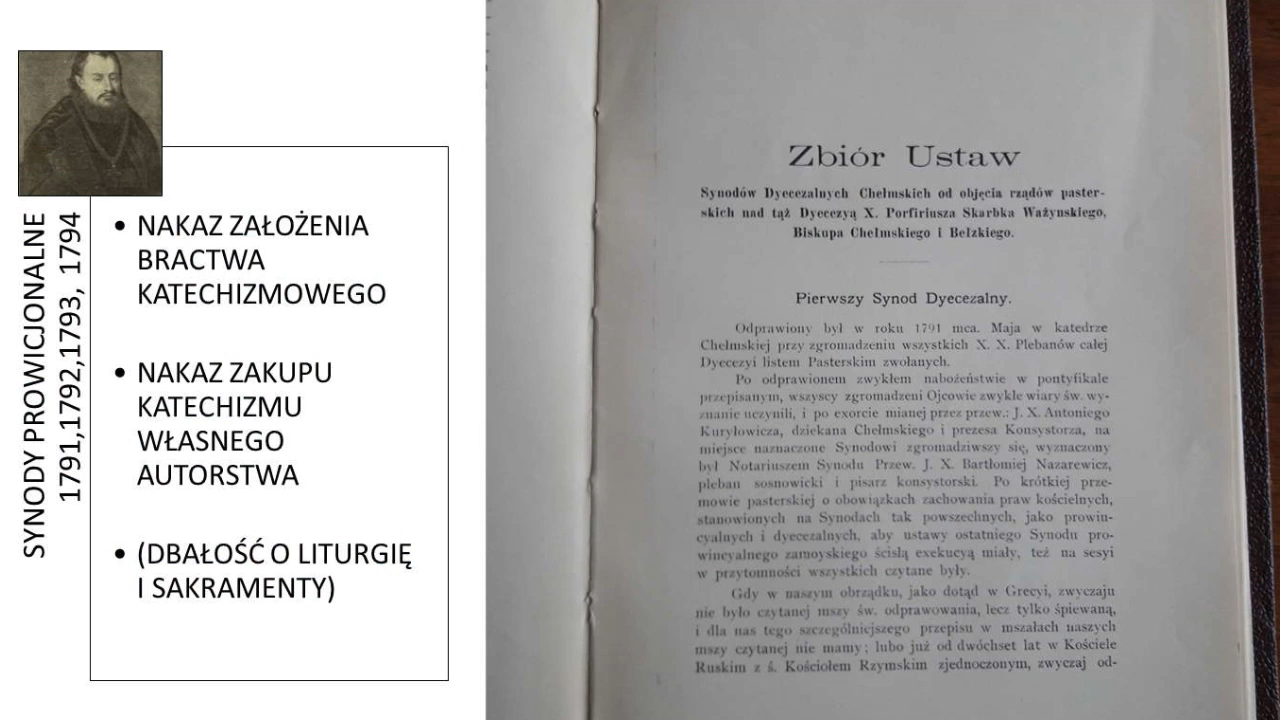 SYNODY PROWICJONALNE
1791,1792,1793, 1794
• NAKAZ ZAŁOŻENIA
BRACTWA
KATECHIZMOWEGO
• NAKAZ ZAKUPU
KATECHIZMU
WŁASNEGO
AUTORSTWA
• (DBAŁOŚĆ O LITURGIĘ
I SAKRAMENTY)
Zbiór Ustaw
Synodów Dyecezalnych Chełmskich od objęcia rządów paster-
skich nad tąż Dyecezyą X. Porfiriusza Skarbka Ważynskiego,
Biskupa Chełmskiego i Bełzkiego.
Pierwszy Synod Dyecezalny.
Odprawiony był w roku 1791 mca. Maja w katedrze
Chełmskiej przy zgromadzeniu wszystkich X. X. Plebanów całej
Dyecezyi listem Pasterskim zwołanych.
Po odprawionem zwykłem nabożeństwie w pontyfikale
przepisanym, wszyscy zgromadzeni Ojcowie zwykłe wiary św. wy-
znanie uczynili, i po exorcie mianej przez przew.: J. X. Antoniego
Kuryłowicza, dziekana Chełmskiego i prezesa Konsystorza, na
miejsce naznaczone Synodowi zgromadziwszy się, wyznaczony
był Notariuszem Synodu Przew. J. X. Bartłomiej Nazarewicz,
pleban sosnowicki i pisarz konsystorski. Po krótkiej prze-
mowie pasterskiej o obowiązkach zachowania praw kościelnych,
stanowionych na Synodach tak powszechnych, jako prowin-
cyalnych i dyecezalnych, aby ustawy ostatniego Synodu pro-
wincyalnego zamoyskiego ścisłą exekucyą miały, też na sesyi
w przytomności wszystkich czytane były.
Gdy w naszym obrządku, jako dotąd w Grecyi, zwyczaju
nie było czytanej mszy św. odprawowania, lecz tylko śpiewaną,
i dla nas tego szczególniejszego przepisu w mszałach naszych
mszy czytanej nie mamy; lubo już od dwóchset lat w Kościele
Ruskim z ś. Kościołem Rzymskim zjednoczonym, zwyczaj od-